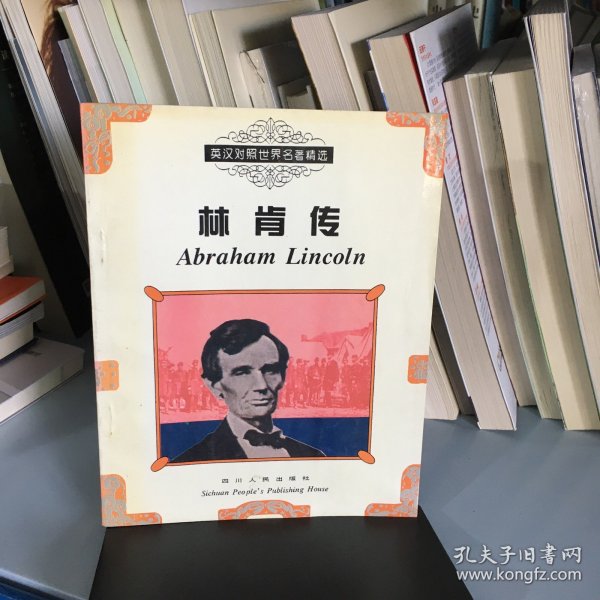 英汉对照世界名著精选
林肯传
Abraham Lincoln
四川人民出版社
Sichuan People's Publishing House
孔夫子旧书网
www.kongfz.com